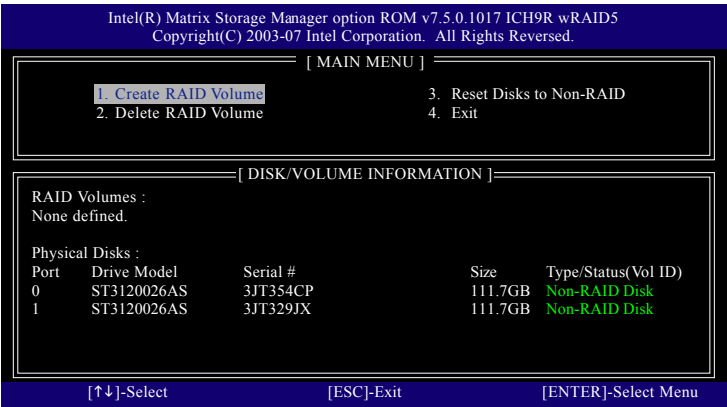 Intel(R) Matrix Storage Manager option ROM v7.5.0.1017 ICH9R wRAID5
Copyright(C) 2003-07 Intel Corporation. All Rights Reversed.
[ MAIN MENU ]
1. Create RAID Volume 3. Reset Disks to Non-RAID
2. Delete RAID Volume 4. Exit
[ DISK/VOLUME INFORMATION ]
RAID Volumes :
None defined.
Physical Disks :
Port Drive Model Serial # Size Type/Status(Vol ID)
0 ST3120026AS 3JT354CP 111.7GB Non-RAID Disk
1 ST3120026AS 3JT329JX 111.7GB Non-RAID Disk
[↑↓]-Select [ESC]-Exit [ENTER]-Select Menu